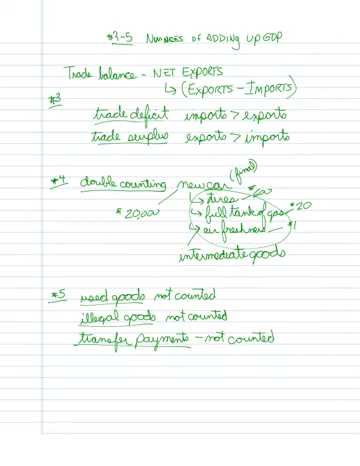 #3-5 NUANCES OF ADDING UP GDP
Trade balance - NET EXPORTS
↳ (EXPORTS - IMPORTS)
#3
trade deficit imports > exports
trade surplus exports > imports
#4 double counting new car (final)
$20,000
↳ tires - $600
↳ full tank of gas - $20
↳ air freshener - $1
intermediate goods
#5 used goods not counted
illegal goods not counted
transfer payments - not counted